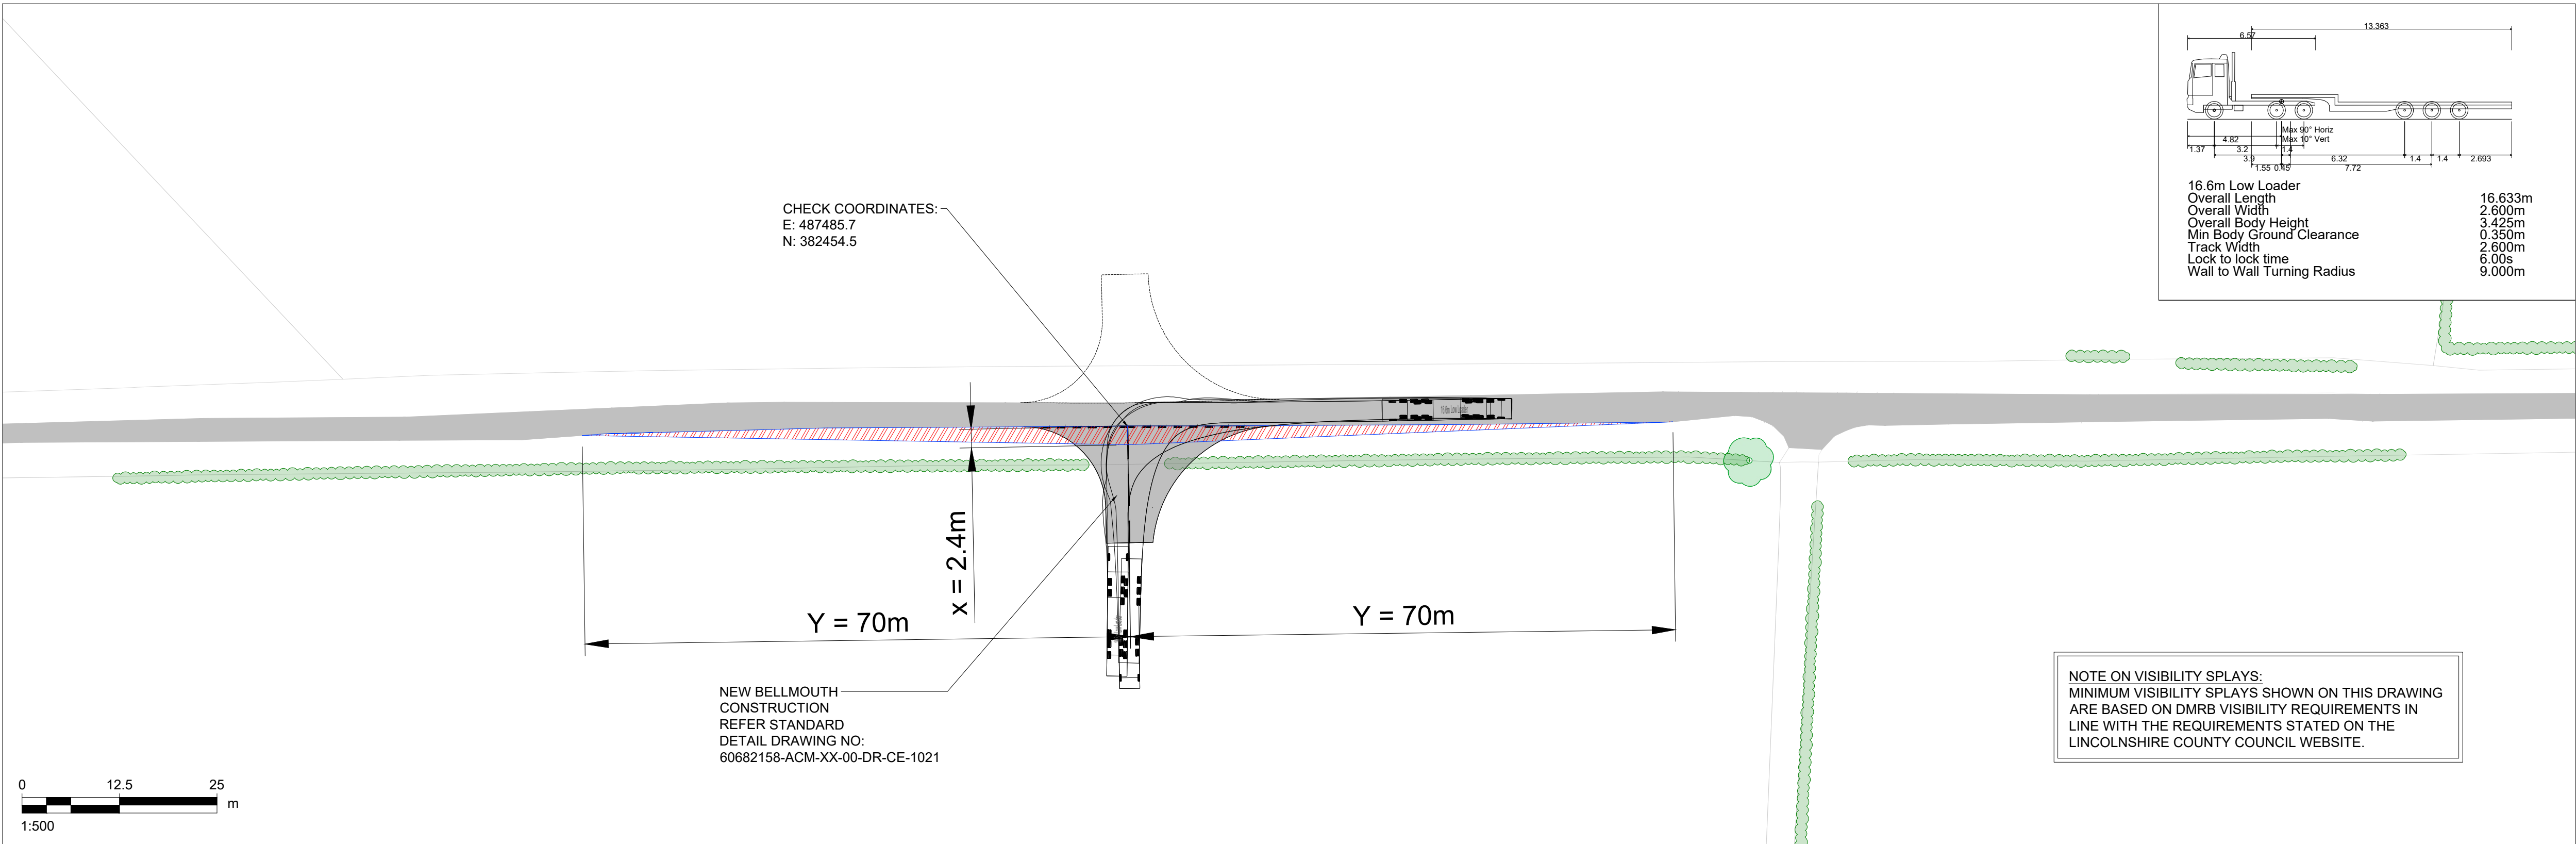 13.363
6.57
Max 90° Horiz
Max 10° Vert
4.82
1.37
3.2
1.4
3.9
6.32
1.4
1.4
2.693
1.55
0.45
7.72
16.6m Low Loader
Overall Length 16.633m
Overall Width 2.600m
Overall Body Height 3.425m
Min Body Ground Clearance 0.350m
Track Width 2.600m
Lock to lock time 6.00s
Wall to Wall Turning Radius 9.000m
CHECK COORDINATES:
E: 487485.7
N: 382454.5
16.6m Low Loader
x = 2.4m
Y = 70m
Y = 70m
NEW BELLMOUTH
CONSTRUCTION
REFER STANDARD
DETAIL DRAWING NO:
60682158-ACM-XX-00-DR-CE-1021
NOTE ON VISIBILITY SPLAYS:
MINIMUM VISIBILITY SPLAYS SHOWN ON THIS DRAWING
ARE BASED ON DMRB VISIBILITY REQUIREMENTS IN
LINE WITH THE REQUIREMENTS STATED ON THE
LINCOLNSHIRE COUNTY COUNCIL WEBSITE.
0 12.5 25
m
1:500